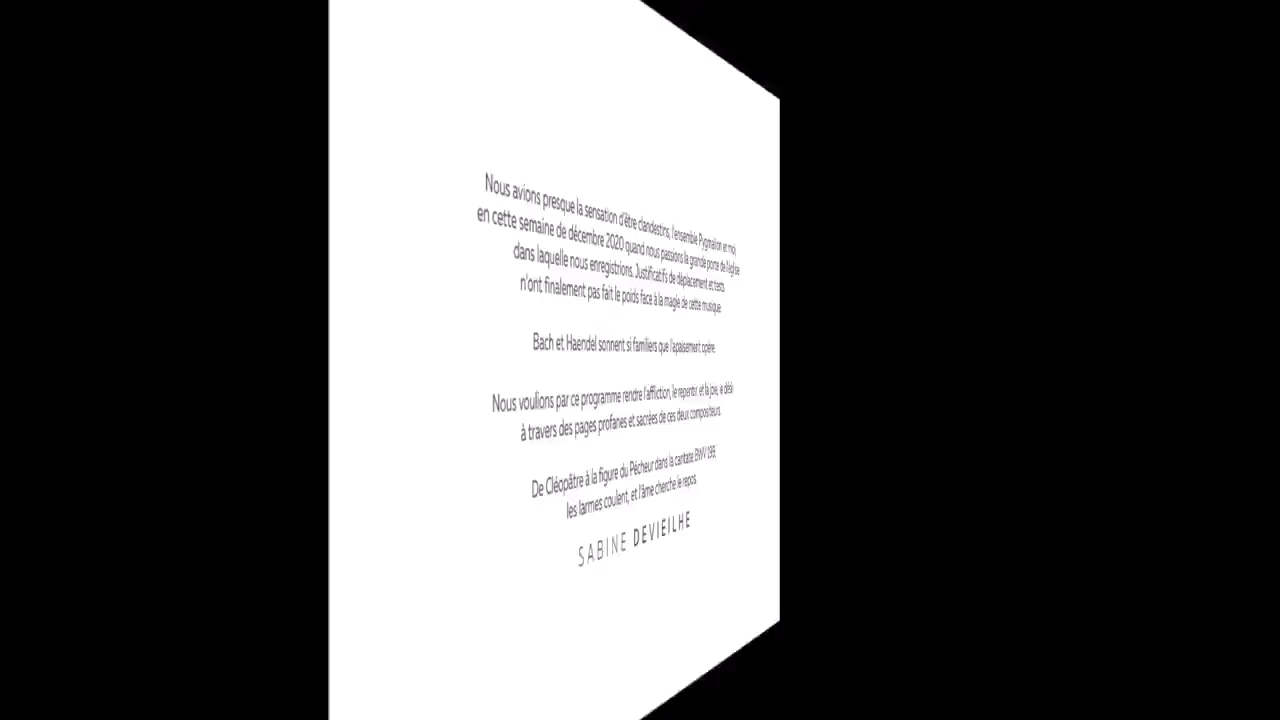 Nous avions presque la sensation d'être clandestins, l'ensemble Pygmalion et moi,
en cette semaine de décembre 2020 quand nous passions la grande porte de l'église
dans laquelle nous enregistrions. Justificatifs de déplacement et tests
n'ont finalement pas fait le poids face à la magie de cette musique.
Bach et Haendel sonnent si familiers que l'apaisement opère.
Nous voulions par ce programme rendre l'affliction, le repentir, et la joie, le désir
à travers des pages profanes et sacrées de ces deux compositeurs.
De Cléopâtre à la figure du Pécheur dans la cantate BWV 199,
les larmes coulent, et l'âme cherche le repos.
SABINE DEVIEILHE